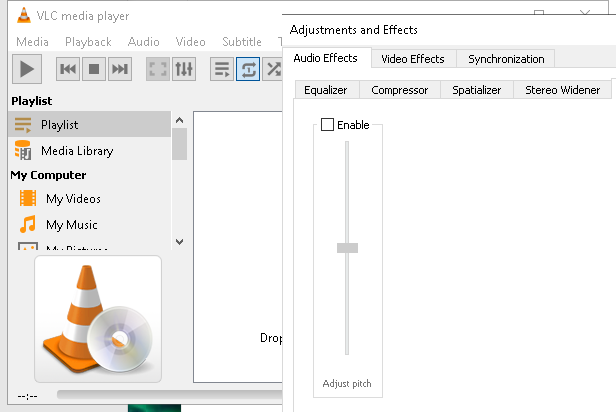 VLC media player
Media Playback Audio Video Subtitle
Playlist
Playlist
Media Library
My Computer
My Videos
My Music
My Pictures
Drop
--:--
Adjustments and Effects
Audio Effects Video Effects Synchronization
Equalizer Compressor Spatializer Stereo Widener
Enable
Adjust pitch